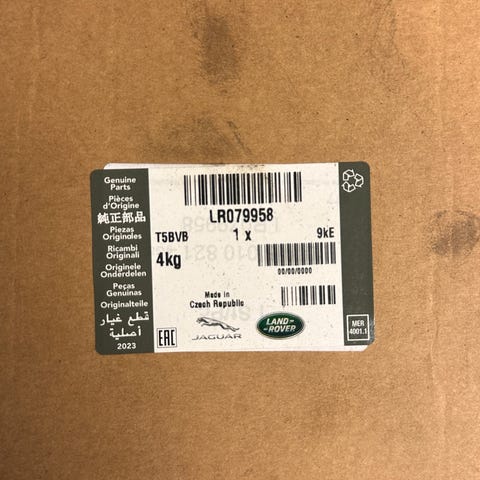 Genuine
Parts
Pièces
d'Origine
純正部品
Piezas
Originales
Ricambi
Originali
Originele
Onderdelen
Peças
Genuinas
Originalteile
قطع غيار
أصلية
2023
LR079958
T5BVB
1 x
9kE
4kg
00/00/0000
Made in
Czech Republic
EAC
JAGUAR
LAND-
-ROVER
MER
4001.1